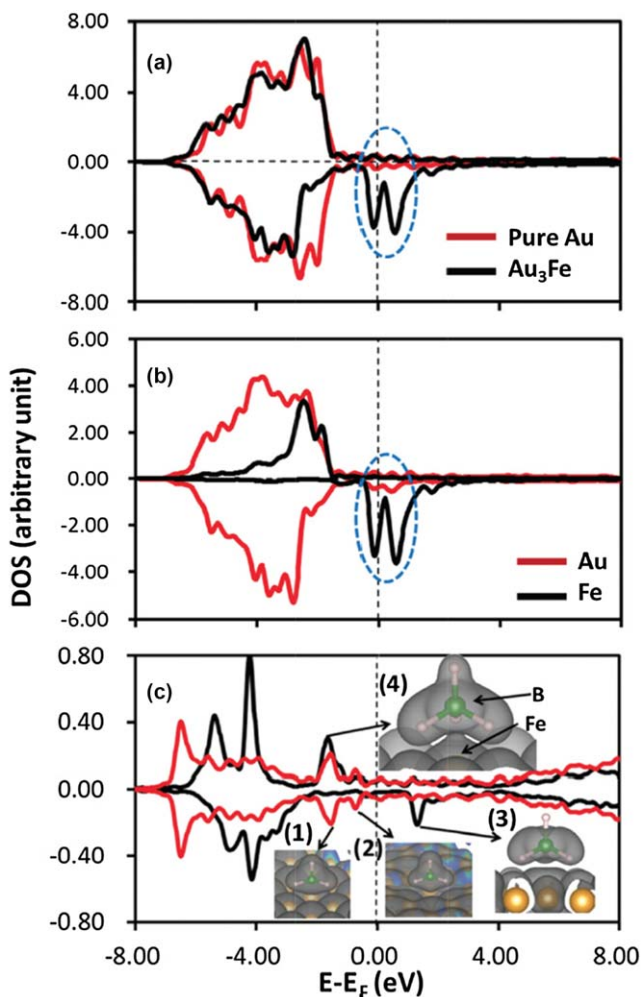 8.00
(a)
4.00
0.00
-4.00
Pure Au
Au₃Fe
-8.00
6.00
(b)
4.00
2.00
0.00
-2.00
Au
-4.00
Fe
-6.00
DOS (arbitrary unit)
0.80
(c)
(4)
B
0.40
Fe
0.00
(1)
(2)
(3)
-0.40
-0.80
-8.00 -4.00 0.00 4.00 8.00
E-E_F (eV)